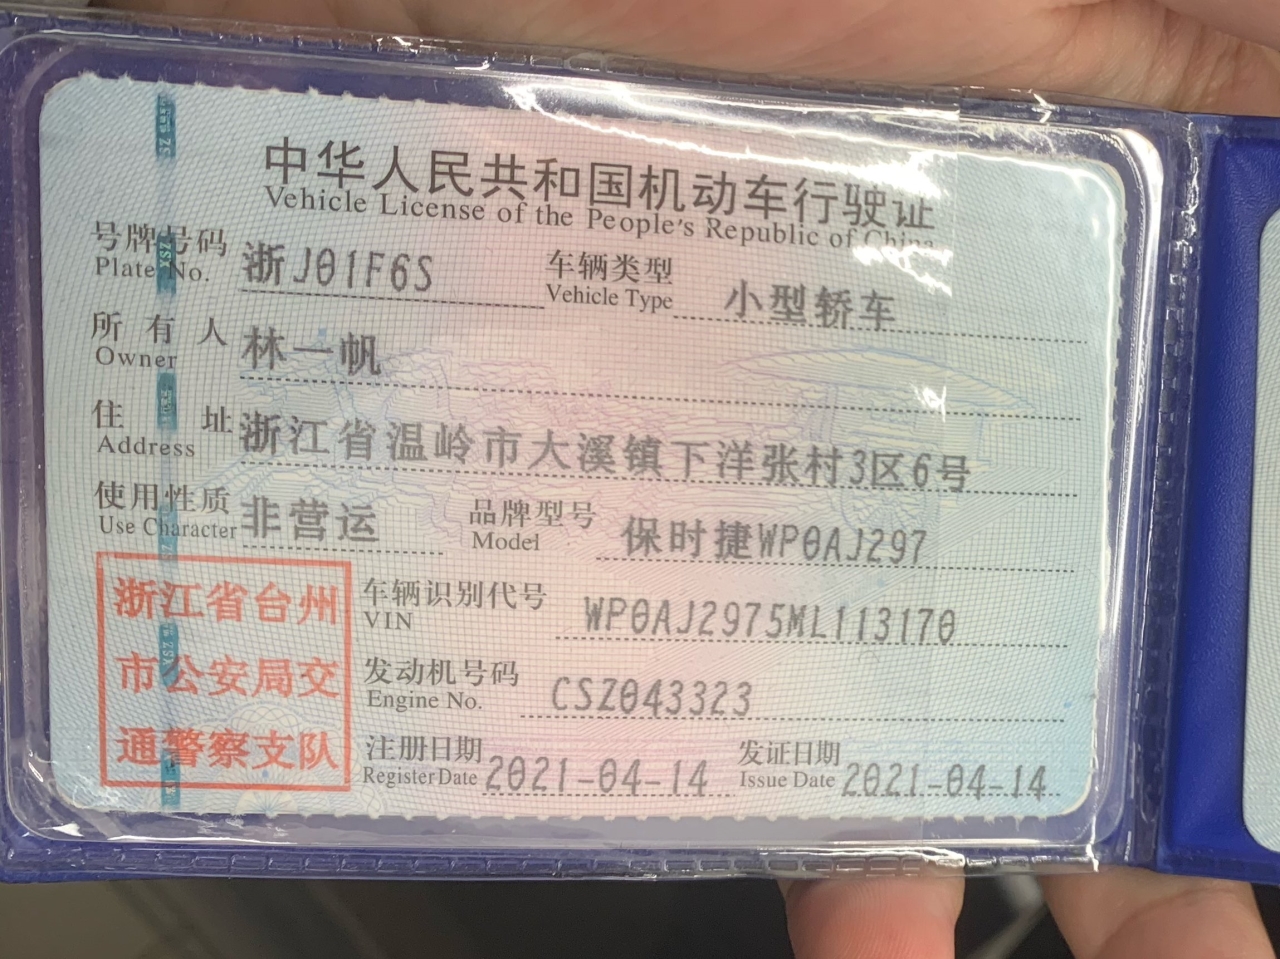 中华人民共和国机动车行驶证
Vehicle License of the People's Republic of China
号牌号码 浙J01F6S 车辆类型 小型轿车
Plate No. Vehicle Type
所有人 林一帆
Owner
住址 浙江省温岭市大溪镇下洋张村3区6号
Address
使用性质 非营运 品牌型号 保时捷WP0AJ297
Use Character Model
浙江省台州
市公安局交
通警察支队
车辆识别代号 WP0AJ2975ML113170
VIN
发动机号码 CSZ043323
Engine No.
注册日期 2021-04-14 发证日期 2021-04-14
Register Date Issue Date